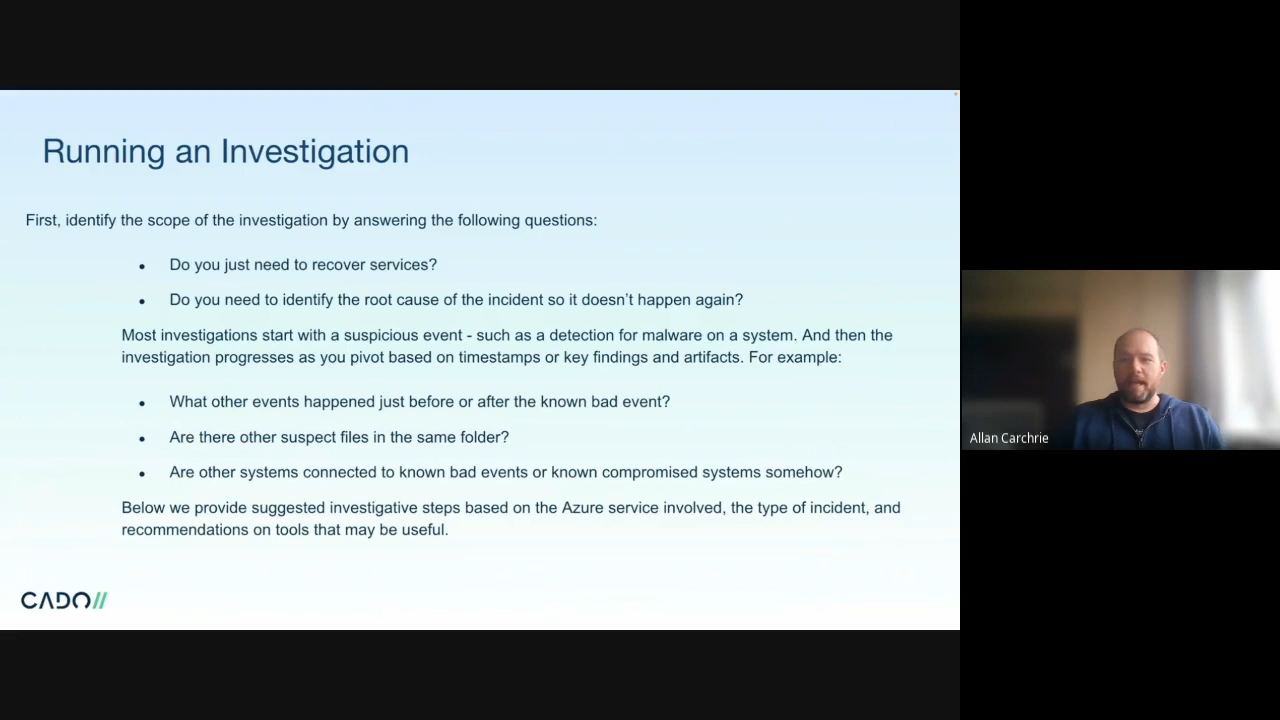 Running an Investigation
First, identify the scope of the investigation by answering the following questions:
● Do you just need to recover services?
● Do you need to identify the root cause of the incident so it doesn’t happen again?
Most investigations start with a suspicious event - such as a detection for malware on a system. And then the
investigation progresses as you pivot based on timestamps or key findings and artifacts. For example:
● What other events happened just before or after the known bad event?
● Are there other suspect files in the same folder?
● Are other systems connected to known bad events or known compromised systems somehow?
Below we provide suggested investigative steps based on the Azure service involved, the type of incident, and
recommendations on tools that may be useful.
CADO//
Allan Carchrie